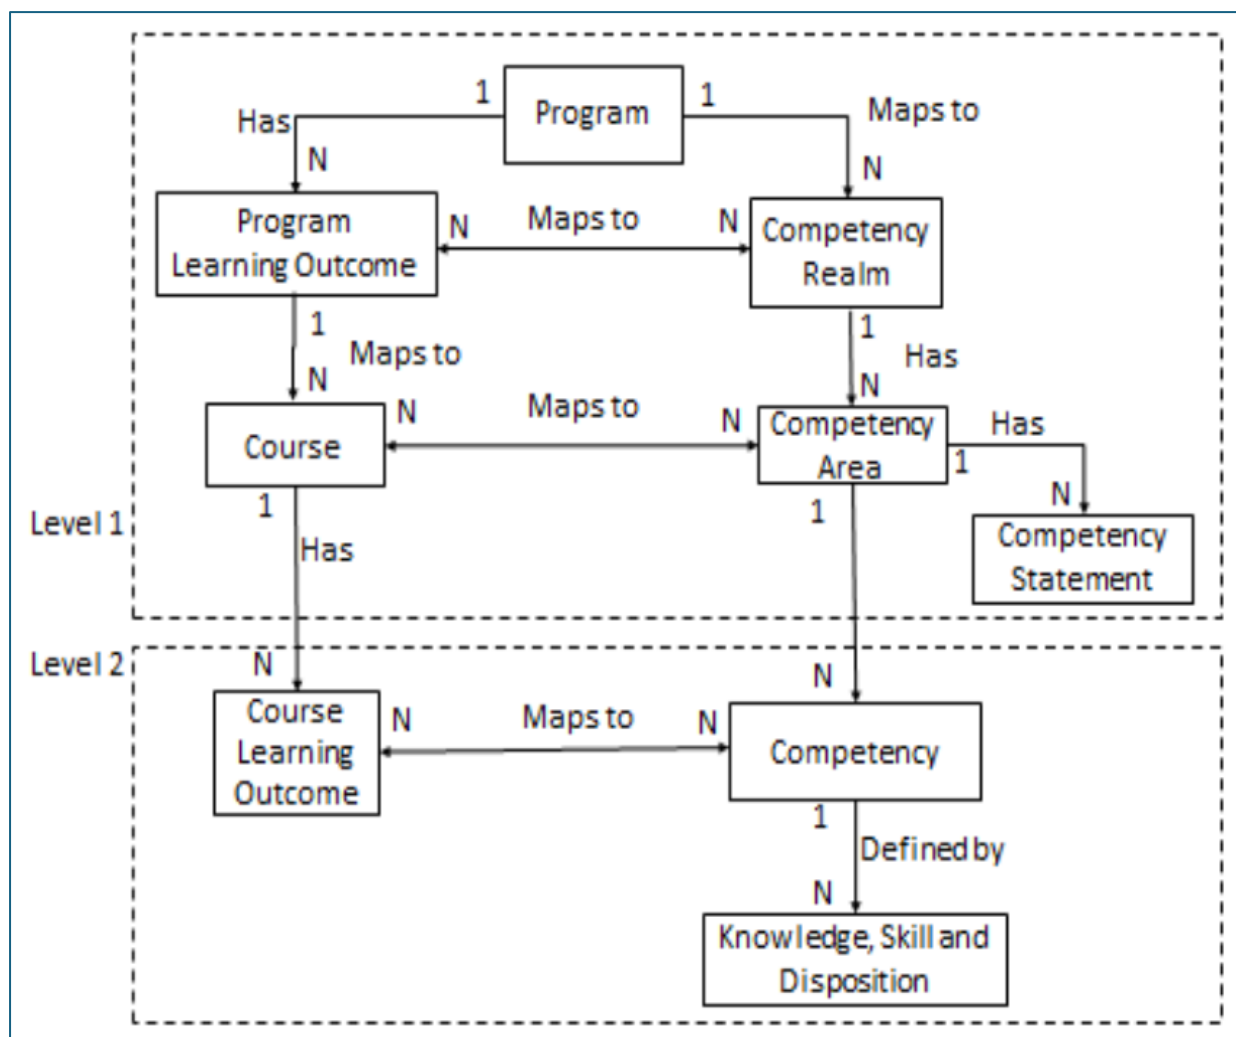 1
Program
1
Has
Maps to
N
N
Program
Learning Outcome
N
Maps to
N
Competency
Realm
1
Maps to
N
1
Has
N
Course
N
Maps to
N
Competency
Area
Has
1
N
Competency
Statement
1
Has
1
Level 1
Level 2
N
N
Course
Learning
Outcome
N
Maps to
N
Competency
1
Defined by
N
Knowledge, Skill and
Disposition